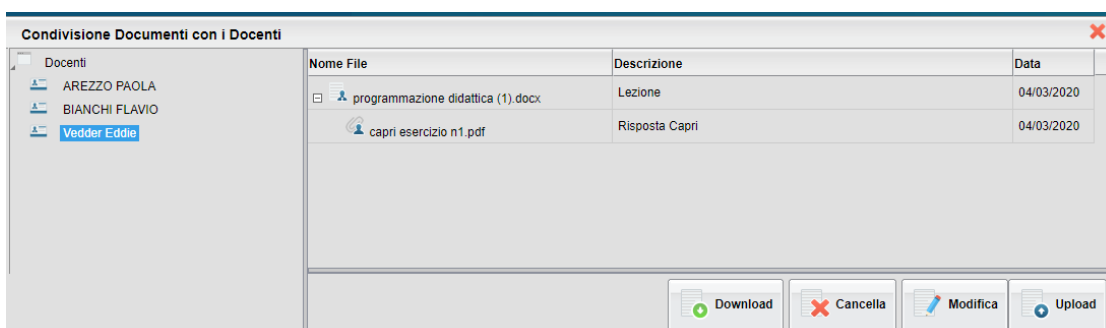 Condivisione Documenti con i Docenti
Docenti
AREZZO PAOLA
BIANCHI FLAVIO
Vedder Eddie
Nome File Descrizione Data
programmazione didattica (1).docx Lezione 04/03/2020
capri esercizio n1.pdf Risposta Capri 04/03/2020
Download Cancella Modifica Upload